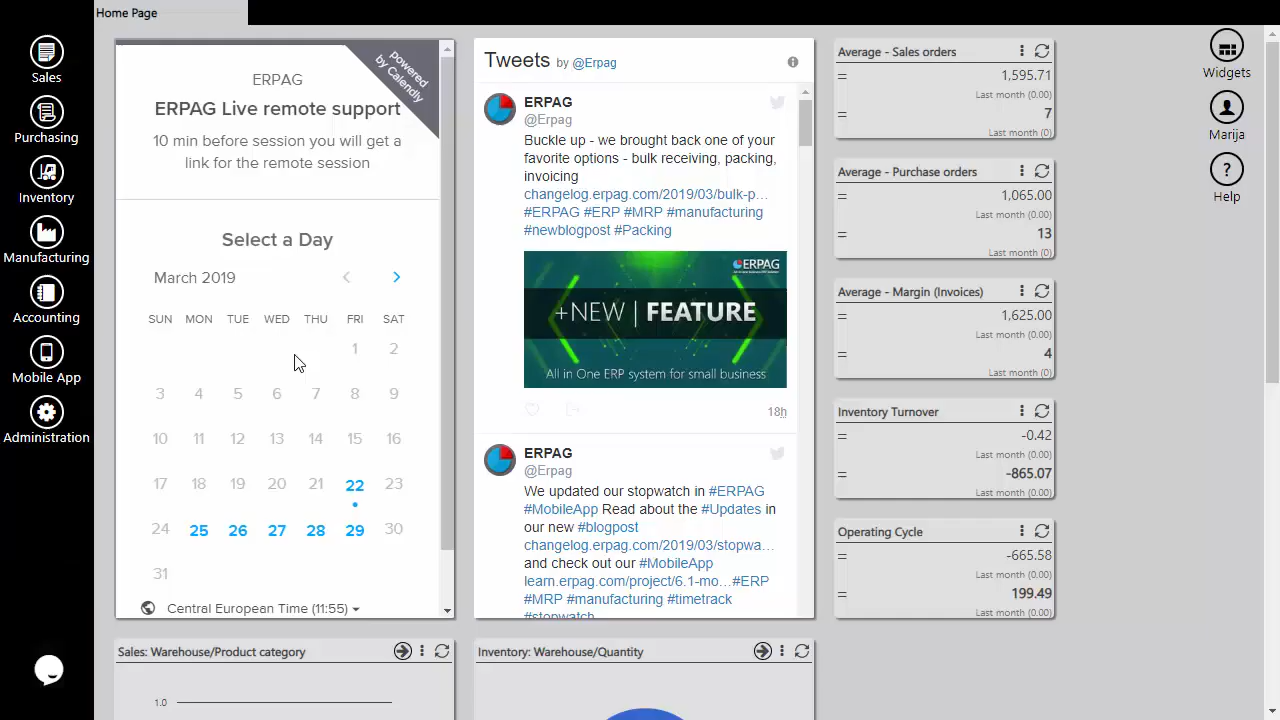 Home Page
Sales
Purchasing
Inventory
Manufacturing
Accounting
Mobile App
Administration
powered
by Calendly
ERPAG
ERPAG Live remote support
10 min before session you will get a
link for the remote session
Select a Day
March 2019
SUN MON TUE WED THU FRI SAT
1 2
3 4 5 6 7 8 9
10 11 12 13 14 15 16
17 18 19 20 21 22 23
24 25 26 27 28 29 30
31
Central European Time (11:55)
Tweets by @Erpag
ERPAG
@Erpag
Buckle up - we brought back one of your
favorite options - bulk receiving, packing,
invoicing
changelog.erpag.com/2019/03/bulk-p…
#ERPAG #ERP #MRP #manufacturing
#newblogpost #Packing
ERPAG
+NEW | FEATURE
All in One ERP system for small business
18h
ERPAG
@Erpag
We updated our stopwatch in #ERPAG
#MobileApp Read about the #Updates in
our new #blogpost
changelog.erpag.com/2019/03/stopwa…
and check out our #MobileApp
learn.erpag.com/project/6.1-mo…#ERP
#MRP #manufacturing #timetrack
#stopwatch
Average - Sales orders
= 1,595.71
Last month (0.00)
= 7
Last month (0)
Average - Purchase orders
= 1,065.00
Last month (0.00)
= 13
Last month (0)
Average - Margin (Invoices)
= 1,625.00
Last month (0.00)
= 4
Last month (0)
Inventory Turnover
= -0.42
Last month (0.00)
= -865.07
Last month (0.00)
Operating Cycle
= -665.58
Last month (0.00)
= 199.49
Last month (0.00)
Widgets
Marija
?
Help
Sales: Warehouse/Product category
1.0
Inventory: Warehouse/Quantity